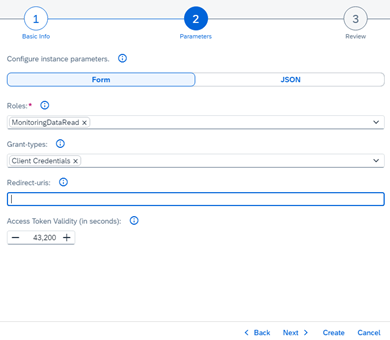 1
2
3
Basic Info
Parameters
Review
Configure instance parameters.
Form
JSON
Roles:*
MonitoringDataRead ×
Grant-types:
Client Credentials ×
Redirect-uris:
Access Token Validity (in seconds):
− 43,200 +
< Back Next > Create Cancel